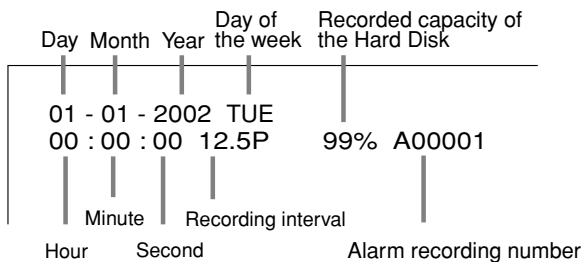 Day of Recorded capacity of
Day Month Year the week the Hard Disk
01 - 01 - 2002 TUE
00 : 00 : 00 12.5P 99% A00001
Minute Recording interval
Hour Second Alarm recording number